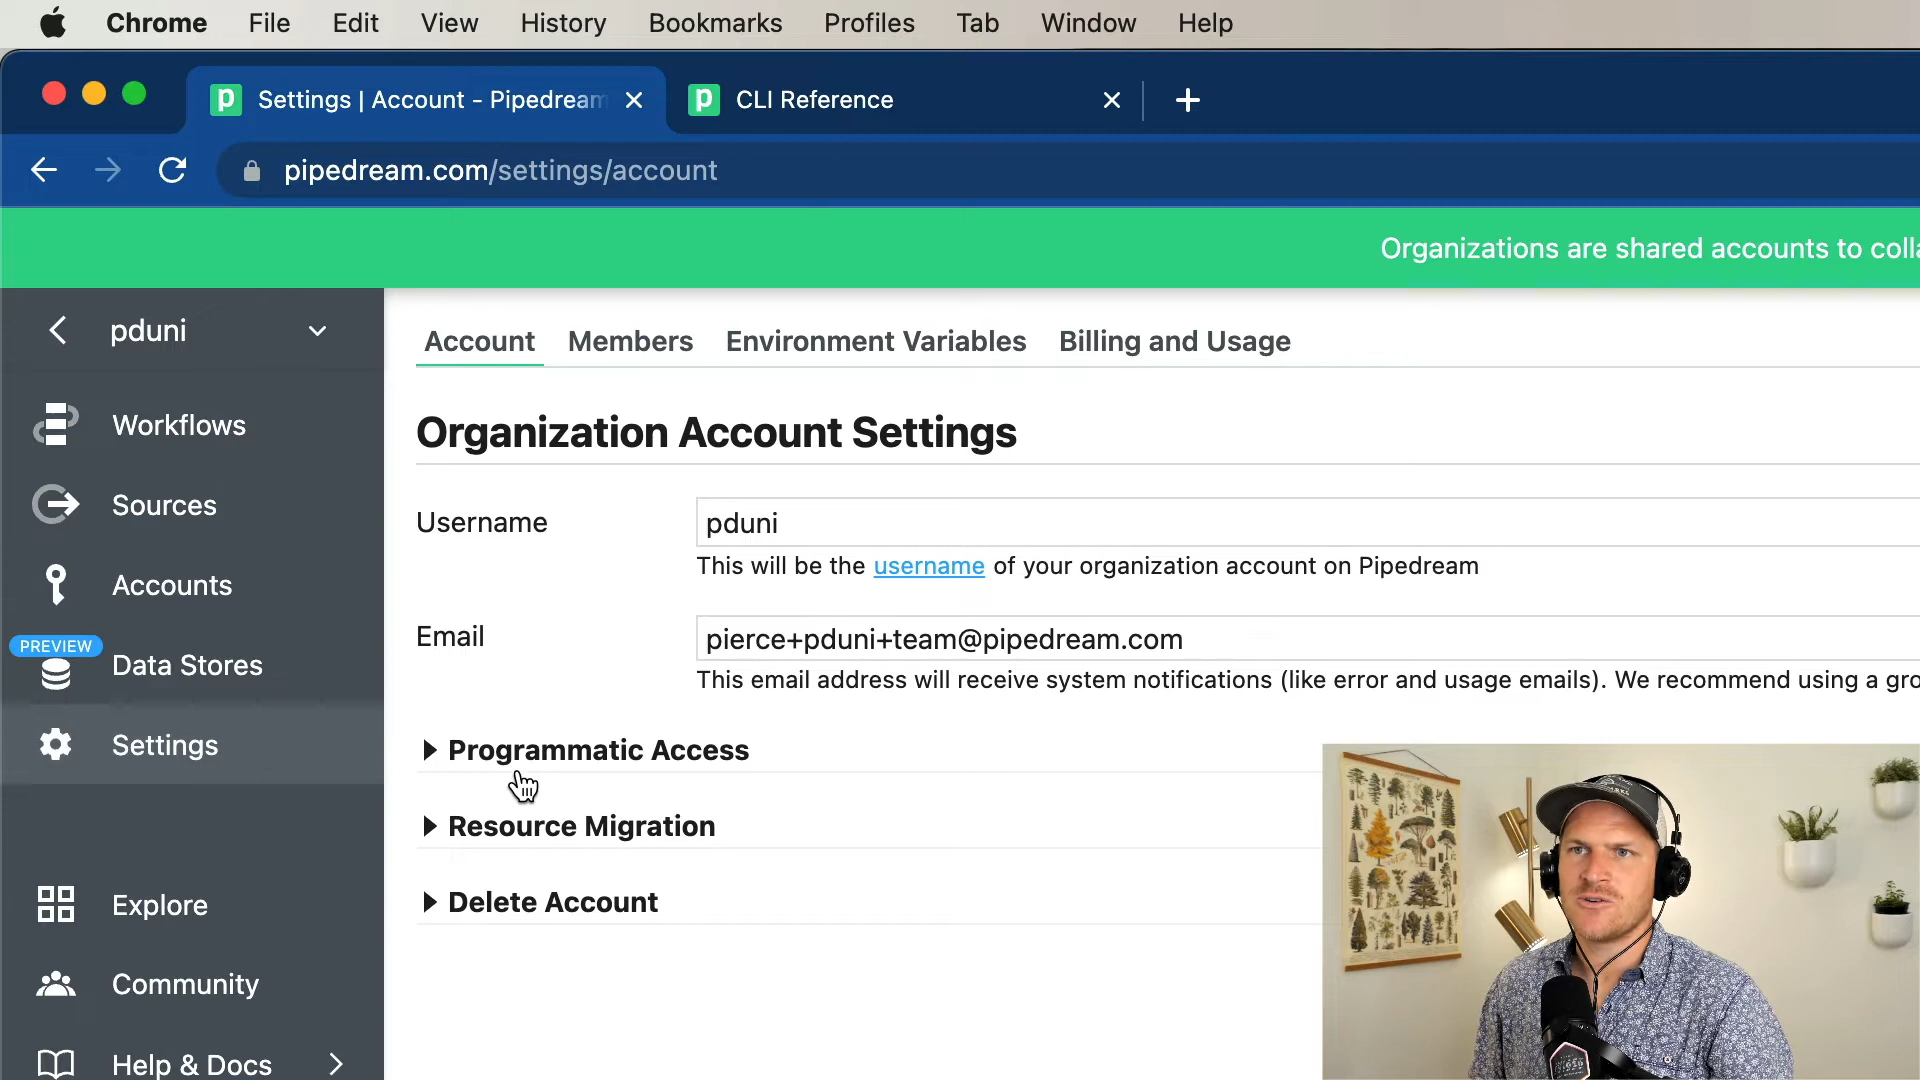 Chrome File Edit View History Bookmarks Profiles Tab Window Help
Settings | Account - Pipedream
CLI Reference
pipedream.com/settings/account
Organizations are shared accounts to
pduni
Workflows
Sources
Accounts
PREVIEW
Data Stores
Settings
Explore
Community
Help & Docs
Account Members Environment Variables Billing and Usage
Organization Account Settings
Username
pduni
This will be the username of your organization account on Pipedream
Email
pierce+pduni+team@pipedream.com
This email address will receive system notifications (like error and usage emails). We recommend using a
Programmatic Access
Resource Migration
Delete Account